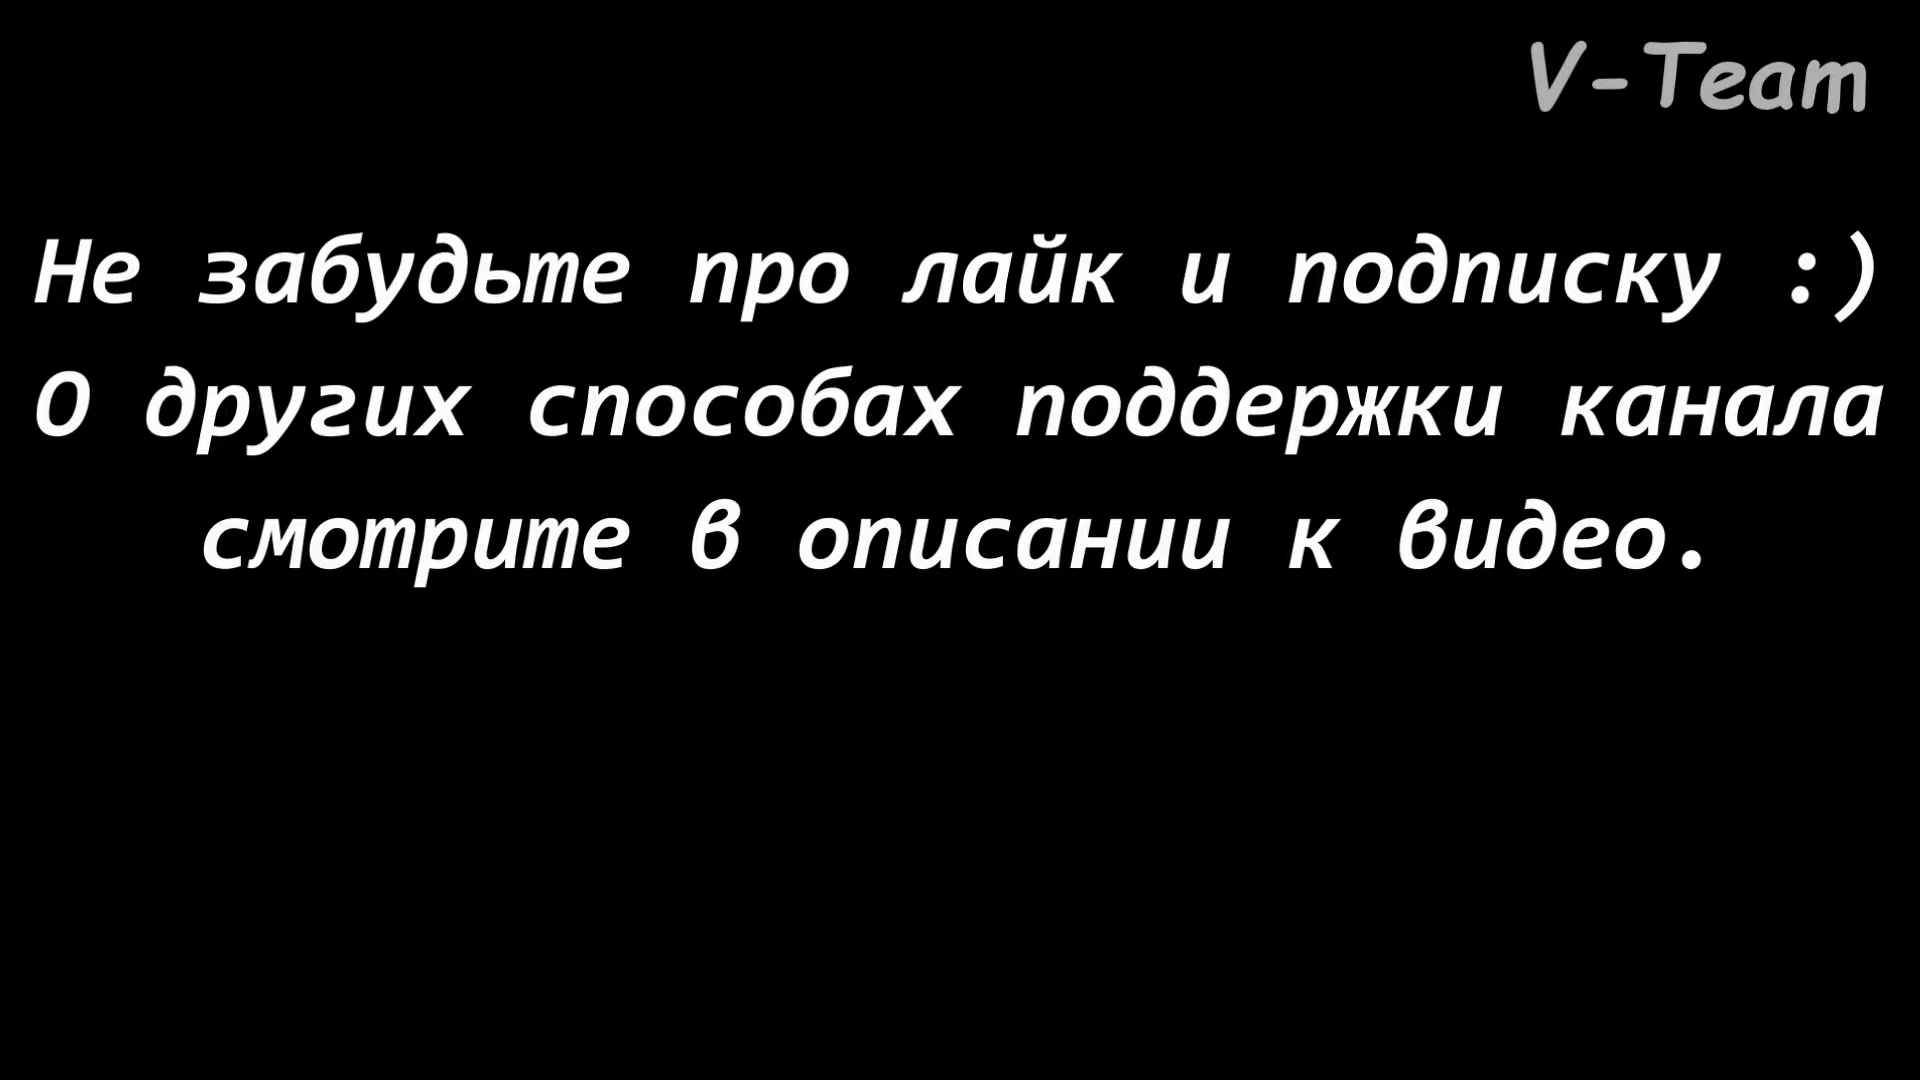 V-Team
Не забудьте про лайк и подписку :)
О других способах поддержки канала
смотрите в описании к видео.